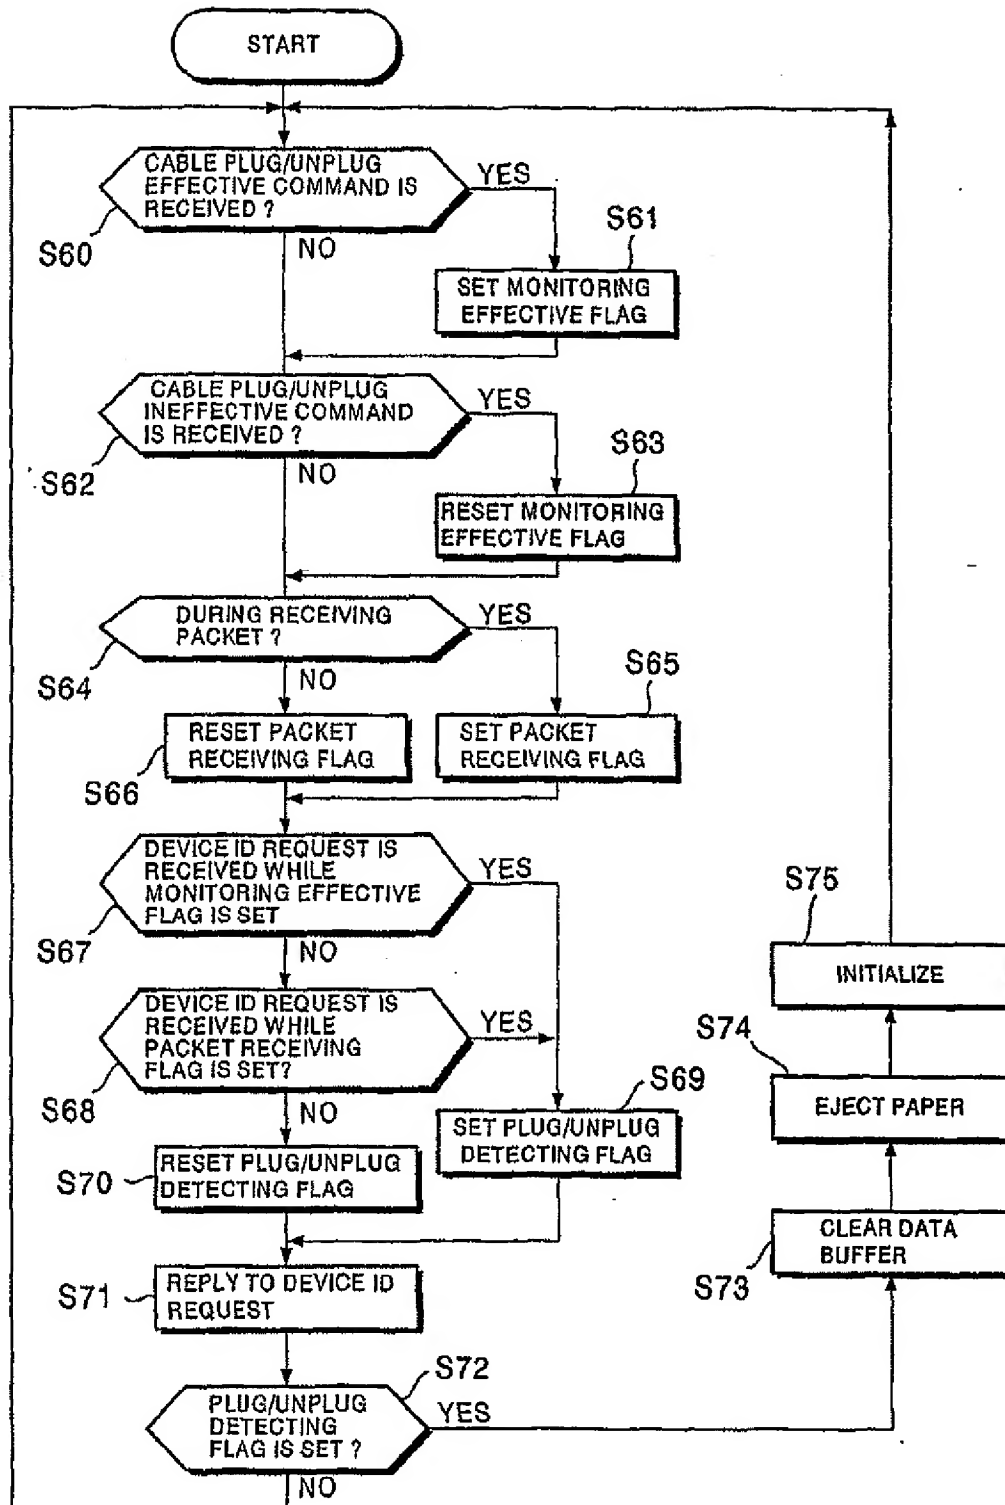 START
CABLE PLUG/UNPLUG
EFFECTIVE COMMAND IS
RECEIVED ?
YES
S60
NO
S61
SET MONITORING
EFFECTIVE FLAG
CABLE PLUG/UNPLUG
INEFFECTIVE COMMAND
IS RECEIVED ?
YES
S62
NO
S63
RESET MONITORING
EFFECTIVE FLAG
DURING RECEIVING
PACKET ?
YES
S64
NO
S65
RESET PACKET
RECEIVING FLAG
S66
SET PACKET
RECEIVING FLAG
DEVICE ID REQUEST IS
RECEIVED WHILE
MONITORING EFFECTIVE
FLAG IS SET
YES
S67
NO
DEVICE ID REQUEST IS
RECEIVED WHILE
PACKET RECEIVING
FLAG IS SET?
YES
S68
NO
S69
SET PLUG/UNPLUG
DETECTING FLAG
RESET PLUG/UNPLUG
DETECTING FLAG
S70
REPLY TO DEVICE ID
REQUEST
S71
S72
PLUG/UNPLUG
DETECTING
FLAG IS SET ?
YES
NO
S75
INITIALIZE
S74
EJECT PAPER
CLEAR DATA
BUFFER
S73